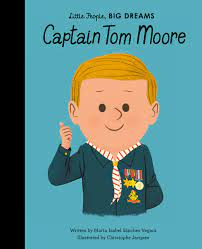 Little People, BIG DREAMS
Captain Tom Moore
Written by Maria Isabel Sánchez Vegara
Illustrated by Christophe Jacques